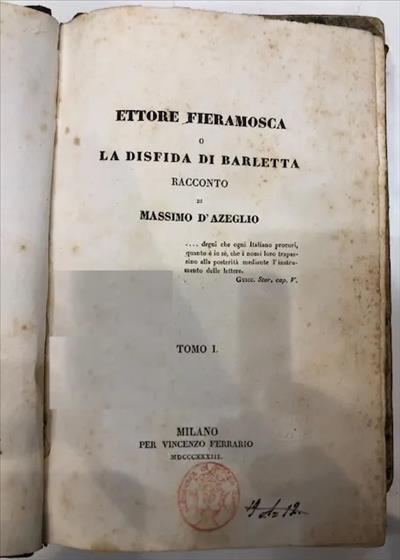 ETTORE FIERAMOSCA
O
LA DISFIDA DI BARLETTA
RACCONTO
DI
MASSIMO D'AZEGLIO
.... degni che ogni Italiano procuri,
quanto é in sè, che i nomi loro trapas-
sino alla posterità mediante l'instru-
mento delle lettere.
Guicc. Stor. cap. V.
TOMO I.
MILANO
PER VINCENZO FERRARIO
MDCCCXXXIII.